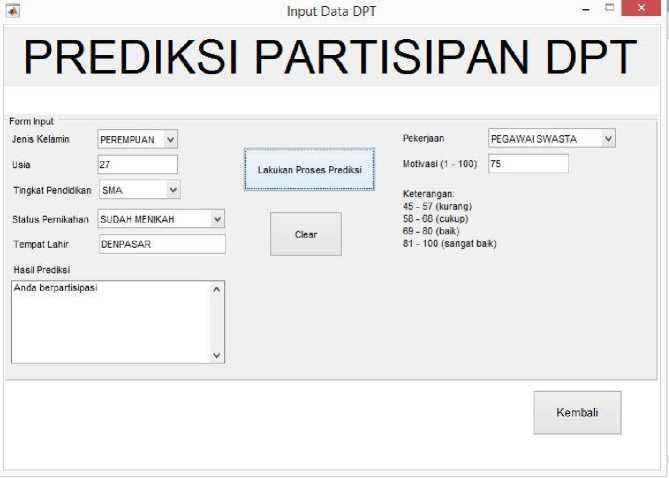 Input Data DPT
PREDIKSI PARTISIPAN DPT
Form Input
Jenis Kelamin PEREMPUAN
Usia 27
Tingkat Pendidikan SMA
Status Pernikahan SUDAH MENIKAH
Tempat Lahir DENPASAR
Hasil Prediksi
Anda berpartisipasi
Lakukan Proses Prediksi
Clear
Pekerjaan PEGAWAI SWASTA
Motivasi (1 - 100) 75
Keterangan:
45 - 57 (kurang)
58 - 68 (cukup)
69 - 80 (baik)
81 - 100 (sangat baik)
Kembali